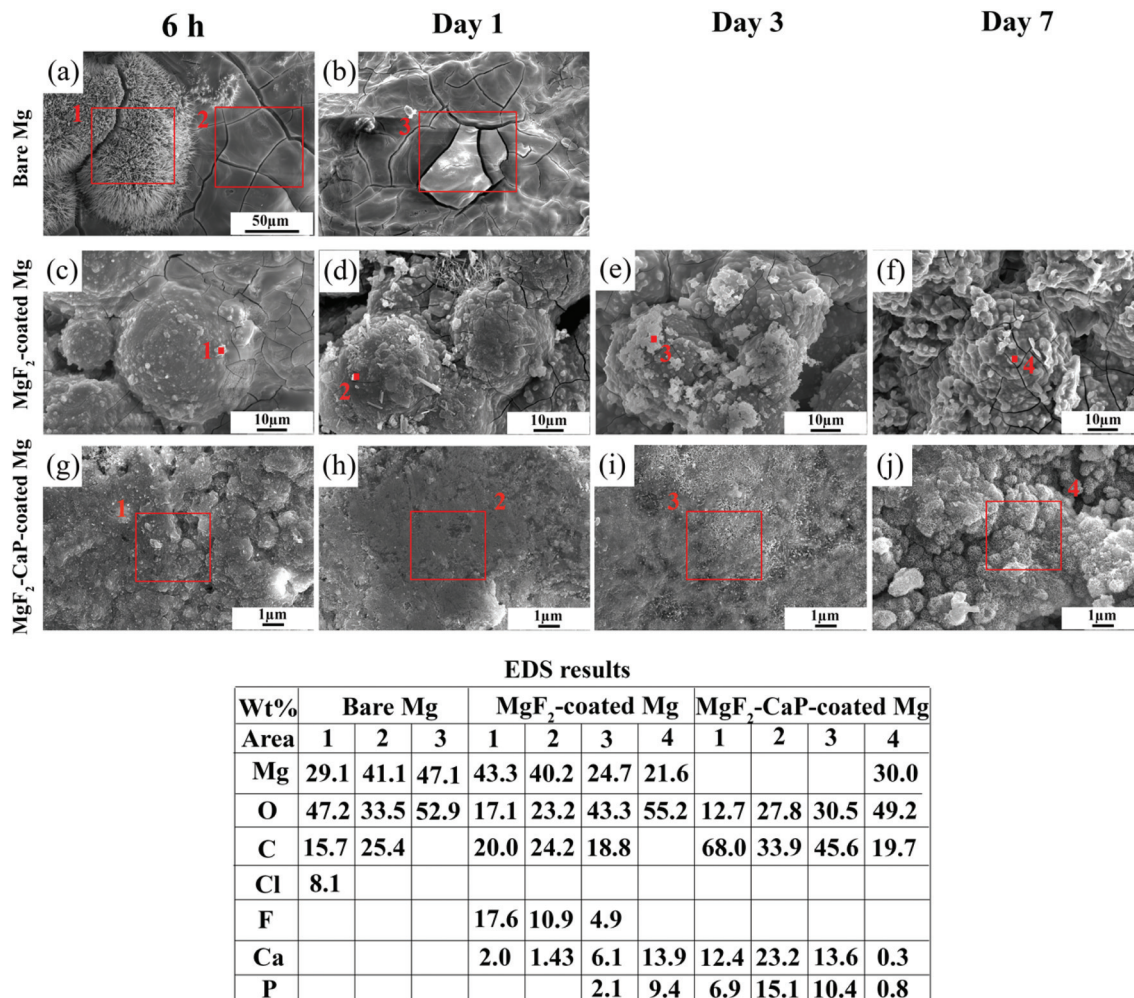 6 h Day 1 Day 3 Day 7
Bare Mg
(a) 1 2 50μm
(b) 3
MgF2-coated Mg
(c) 1 10μm
(d) 2 10μm
(e) 3 10μm
(f) 4 10μm
MgF2-CaP-coated Mg
(g) 1 1μm
(h) 2 1μm
(i) 3 1μm
(j) 4 1μm
EDS results
Wt% Bare Mg MgF2-coated Mg MgF2-CaP-coated Mg
Area 1 2 3 1 2 3 4 1 2 3 4
Mg 29.1 41.1 47.1 43.3 40.2 24.7 21.6 30.0
O 47.2 33.5 52.9 17.1 23.2 43.3 55.2 12.7 27.8 30.5 49.2
C 15.7 25.4 20.0 24.2 18.8 68.0 33.9 45.6 19.7
Cl 8.1
F 17.6 10.9 4.9
Ca 2.0 1.43 6.1 13.9 12.4 23.2 13.6 0.3
P 2.1 9.4 6.9 15.1 10.4 0.8